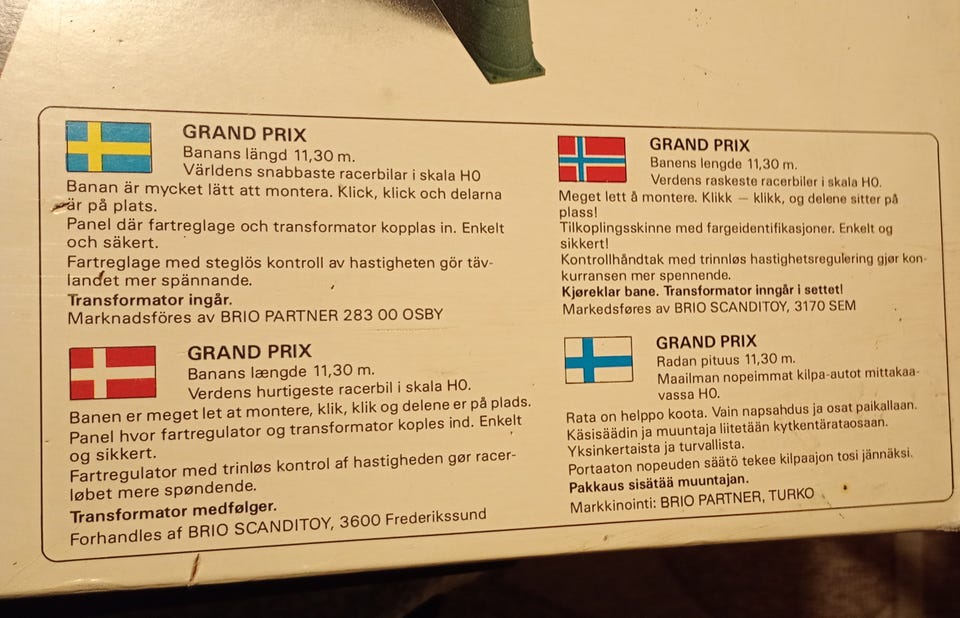 GRAND PRIX
Banans längd 11,30 m.
Världens snabbaste racerbilar i skala HO
Banan är mycket lätt att montera. Klick, klick och delarna
är på plats.
Panel där fartreglage och transformator kopplas in. Enkelt
och säkert.
Fartreglage med steglös kontroll av hastigheten gör täv-
landet mer spännande.
Transformator ingår.
Marknadsföres av BRIO PARTNER 283 00 OSBY
GRAND PRIX
Banens lengde 11,30 m.
Verdens raskeste racerbiler i skala HO.
Meget lett å montere. Klikk — klikk, og delene sitter på
plass!
Tilkoplingsskinne med fargeidentifikasjoner. Enkelt og
sikkert!
Kontrollhåndtak med trinnløs hastighetsregulering gjør kon-
kurransen mer spennende.
Kjøreklar bane. Transformator inngår i settet!
Markedsføres av BRIO SCANDITOY, 3170 SEM
GRAND PRIX
Banans længde 11,30 m.
Verdens hurtigeste racerbil i skala HO.
Banen er meget let at montere, klik, klik og delene er på plads.
Panel hvor fartregulator og transformator koples ind. Enkelt
og sikkert.
Fartregulator med trinløs kontrol af hastigheden gør racer-
løbet mere spøndende.
Transformator medfølger.
Forhandles af BRIO SCANDITOY, 3600 Frederikssund
GRAND PRIX
Radan pituus 11,30 m.
Maailman nopeimmat kilpa-autot mittakaa-
vassa HO.
Rata on helppo koota. Vain napsahdus ja osat paikallaan.
Käsisäädin ja muuntaja liitetään kytkentärataosaan.
Yksinkertaista ja turvallista.
Portaaton nopeuden säätö tekee kilpaajon tosi jännäksi.
Pakkaus sisätää muuntajan.
Markkinointi: BRIO PARTNER, TURKO